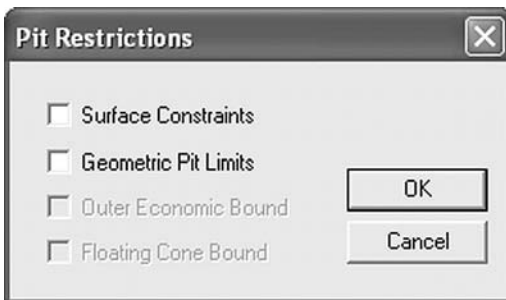 Pit Restrictions
Surface Constraints
Geometric Pit Limits
Outer Economic Bound
Floating Cone Bound
OK
Cancel